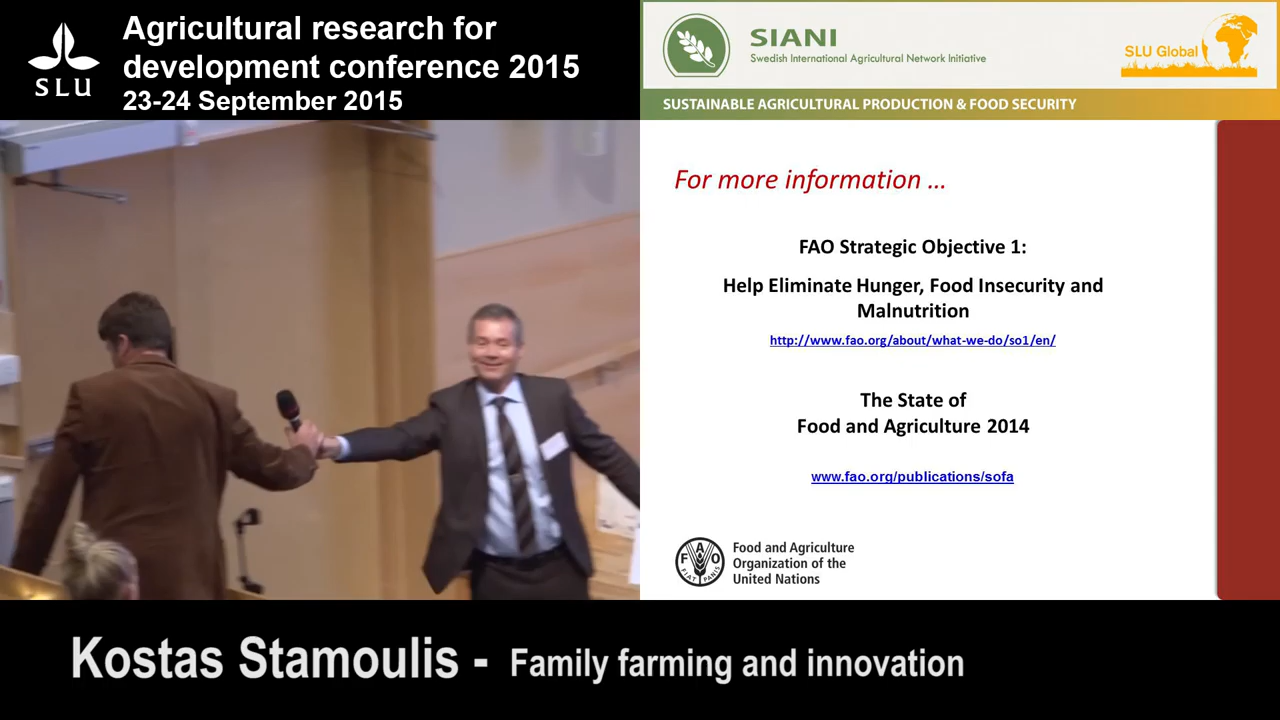 SLU
Agricultural research for
development conference 2015
23-24 September 2015
SIANI
Swedish International Agricultural Network Initiative
SLU Global
SUSTAINABLE AGRICULTURAL PRODUCTION & FOOD SECURITY
For more information ...
FAO Strategic Objective 1:
Help Eliminate Hunger, Food Insecurity and
Malnutrition
http://www.fao.org/about/what-we-do/so1/en/
The State of
Food and Agriculture 2014
www.fao.org/publications/sofa
F A O
FIAT PANIS
Food and Agriculture
Organization of the
United Nations
Kostas Stamoulis - Family farming and innovation